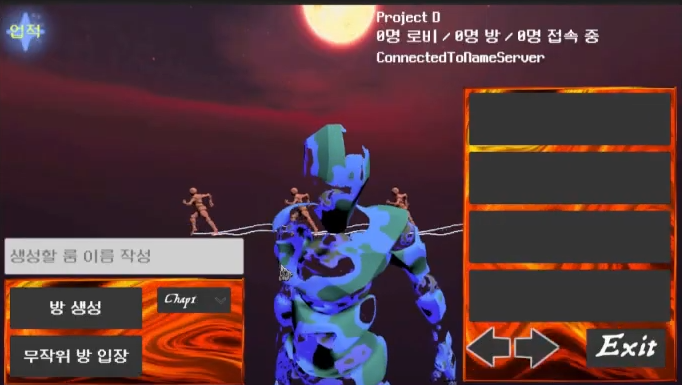 업적
Project D
0명 로비 / 0명 방 / 0명 접속 중
ConnectedToNameServer
생성할 룸 이름 작성
방 생성
Chap1
무작위 방 입장
Exit